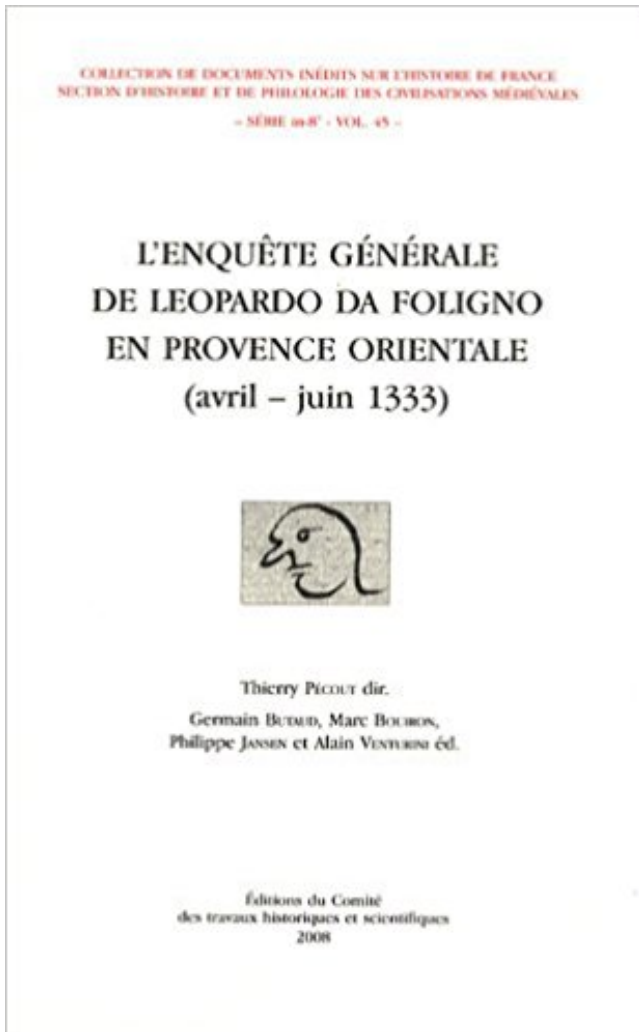 COLLECTION DE DOCUMENTS INÉDITS SUR L'HISTOIRE DE FRANCE
SECTION D'HISTOIRE ET DE PHILOLOGIE DES CIVILISATIONS MÉDIÉVALES
– SÉRIE in-8° - VOL. 45 –
L'ENQUÊTE GÉNÉRALE
DE LEOPARDO DA FOLIGNO
EN PROVENCE ORIENTALE
(avril – juin 1333)
Thierry PÉCOUT dir.
Germain BUTAUD, Marc BOUIRON,
Philippe JANSEN et Alain VENTURINI éd.
Éditions du Comité
des travaux historiques et scientifiques
2008